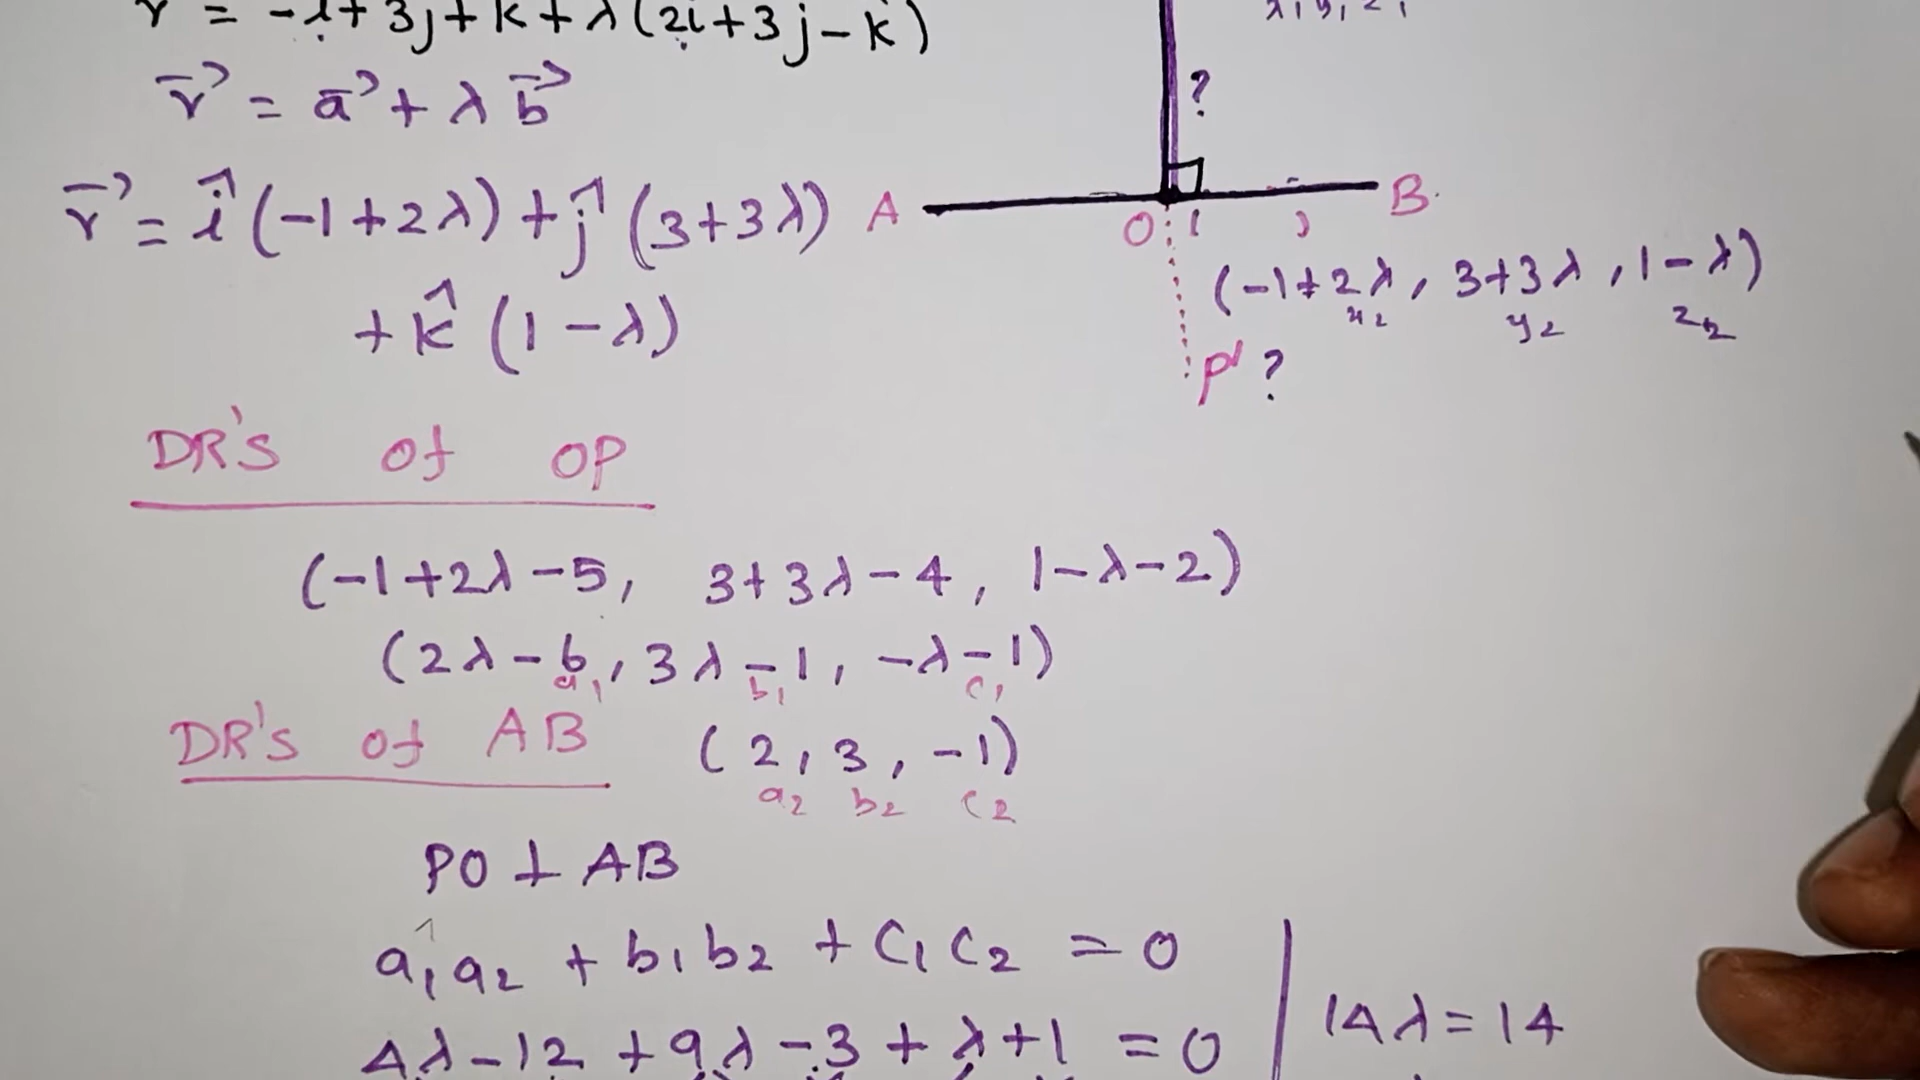 r = -i + 3j + k + λ(2i + 3j - k)
r⃗ = a⃗ + λ b⃗
?
r⃗ = î(-1+2λ) + ĵ(3+3λ)
+ k̂(1-λ)
A
B
O
(-1+2λ, 3+3λ, 1-λ)
x₂ y₂ z₂
P' ?
DR'S of OP
(-1+2λ-5, 3+3λ-4, 1-λ-2)
(2λ-6, 3λ-1, -λ-1)
a₁ b₁ c₁
DR's of AB (2, 3, -1)
a₂ b₂ c₂
PO ⊥ AB
a₁a₂ + b₁b₂ + c₁c₂ = 0
4λ-12 + 9λ-3 + λ+1 = 0
14λ = 14